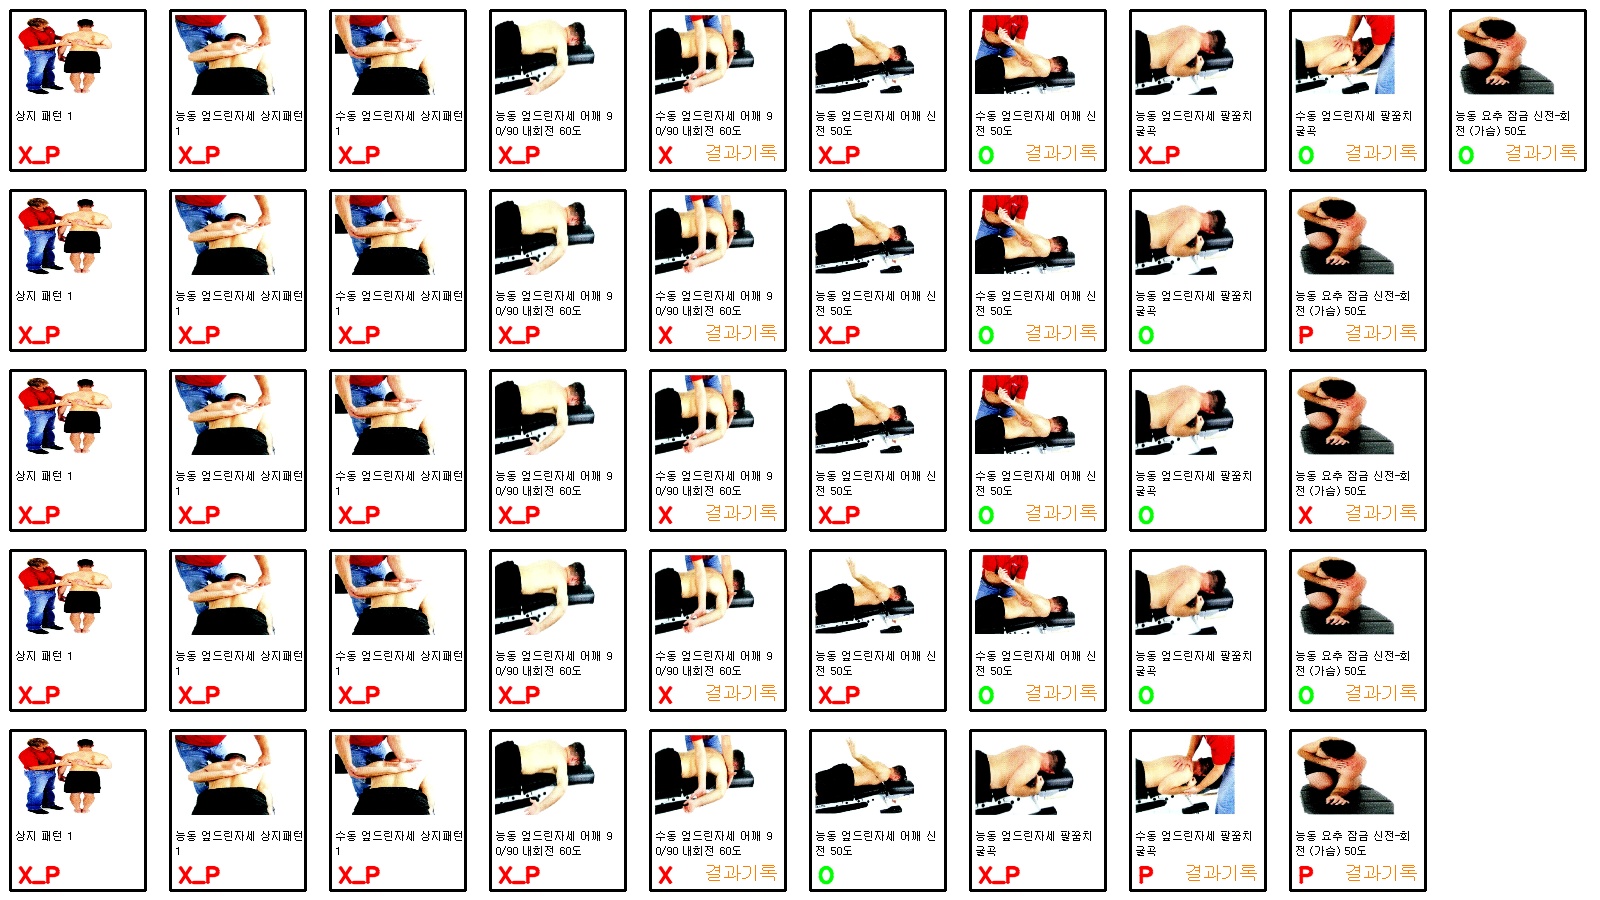 상지 패턴 1
X_P
능동 엎드린자세 상지패턴
1
X_P
수동 엎드린자세 상지패턴
1
X_P
능동 엎드린자세 어깨 9
0/90 내회전 60도
X_P
수동 엎드린자세 어깨 9
0/90 내회전 60도
X 결과기록
능동 엎드린자세 어깨 신
전 50도
X_P
수동 엎드린자세 어깨 신
전 50도
O 결과기록
능동 엎드린자세 팔꿈치
굴곡
X_P
수동 엎드린자세 팔꿈치
굴곡
O 결과기록
능동 요추 잠금 신전-회
전 (가슴) 50도
O 결과기록
상지 패턴 1
X_P
능동 엎드린자세 상지패턴
1
X_P
수동 엎드린자세 상지패턴
1
X_P
능동 엎드린자세 어깨 9
0/90 내회전 60도
X_P
수동 엎드린자세 어깨 9
0/90 내회전 60도
X 결과기록
능동 엎드린자세 어깨 신
전 50도
X_P
수동 엎드린자세 어깨 신
전 50도
O 결과기록
능동 엎드린자세 팔꿈치
굴곡
O
능동 요추 잠금 신전-회
전 (가슴) 50도
P 결과기록
상지 패턴 1
X_P
능동 엎드린자세 상지패턴
1
X_P
수동 엎드린자세 상지패턴
1
X_P
능동 엎드린자세 어깨 9
0/90 내회전 60도
X_P
수동 엎드린자세 어깨 9
0/90 내회전 60도
X 결과기록
능동 엎드린자세 어깨 신
전 50도
X_P
수동 엎드린자세 어깨 신
전 50도
O 결과기록
능동 엎드린자세 팔꿈치
굴곡
O
능동 요추 잠금 신전-회
전 (가슴) 50도
X 결과기록
상지 패턴 1
X_P
능동 엎드린자세 상지패턴
1
X_P
수동 엎드린자세 상지패턴
1
X_P
능동 엎드린자세 어깨 9
0/90 내회전 60도
X_P
수동 엎드린자세 어깨 9
0/90 내회전 60도
X 결과기록
능동 엎드린자세 어깨 신
전 50도
X_P
수동 엎드린자세 어깨 신
전 50도
O 결과기록
능동 엎드린자세 팔꿈치
굴곡
O
능동 요추 잠금 신전-회
전 (가슴) 50도
O 결과기록
상지 패턴 1
X_P
능동 엎드린자세 상지패턴
1
X_P
수동 엎드린자세 상지패턴
1
X_P
능동 엎드린자세 어깨 9
0/90 내회전 60도
X_P
수동 엎드린자세 어깨 9
0/90 내회전 60도
X 결과기록
능동 엎드린자세 어깨 신
전 50도
O
능동 엎드린자세 팔꿈치
굴곡
X_P
수동 엎드린자세 팔꿈치
굴곡
P 결과기록
능동 요추 잠금 신전-회
전 (가슴) 50도
P 결과기록